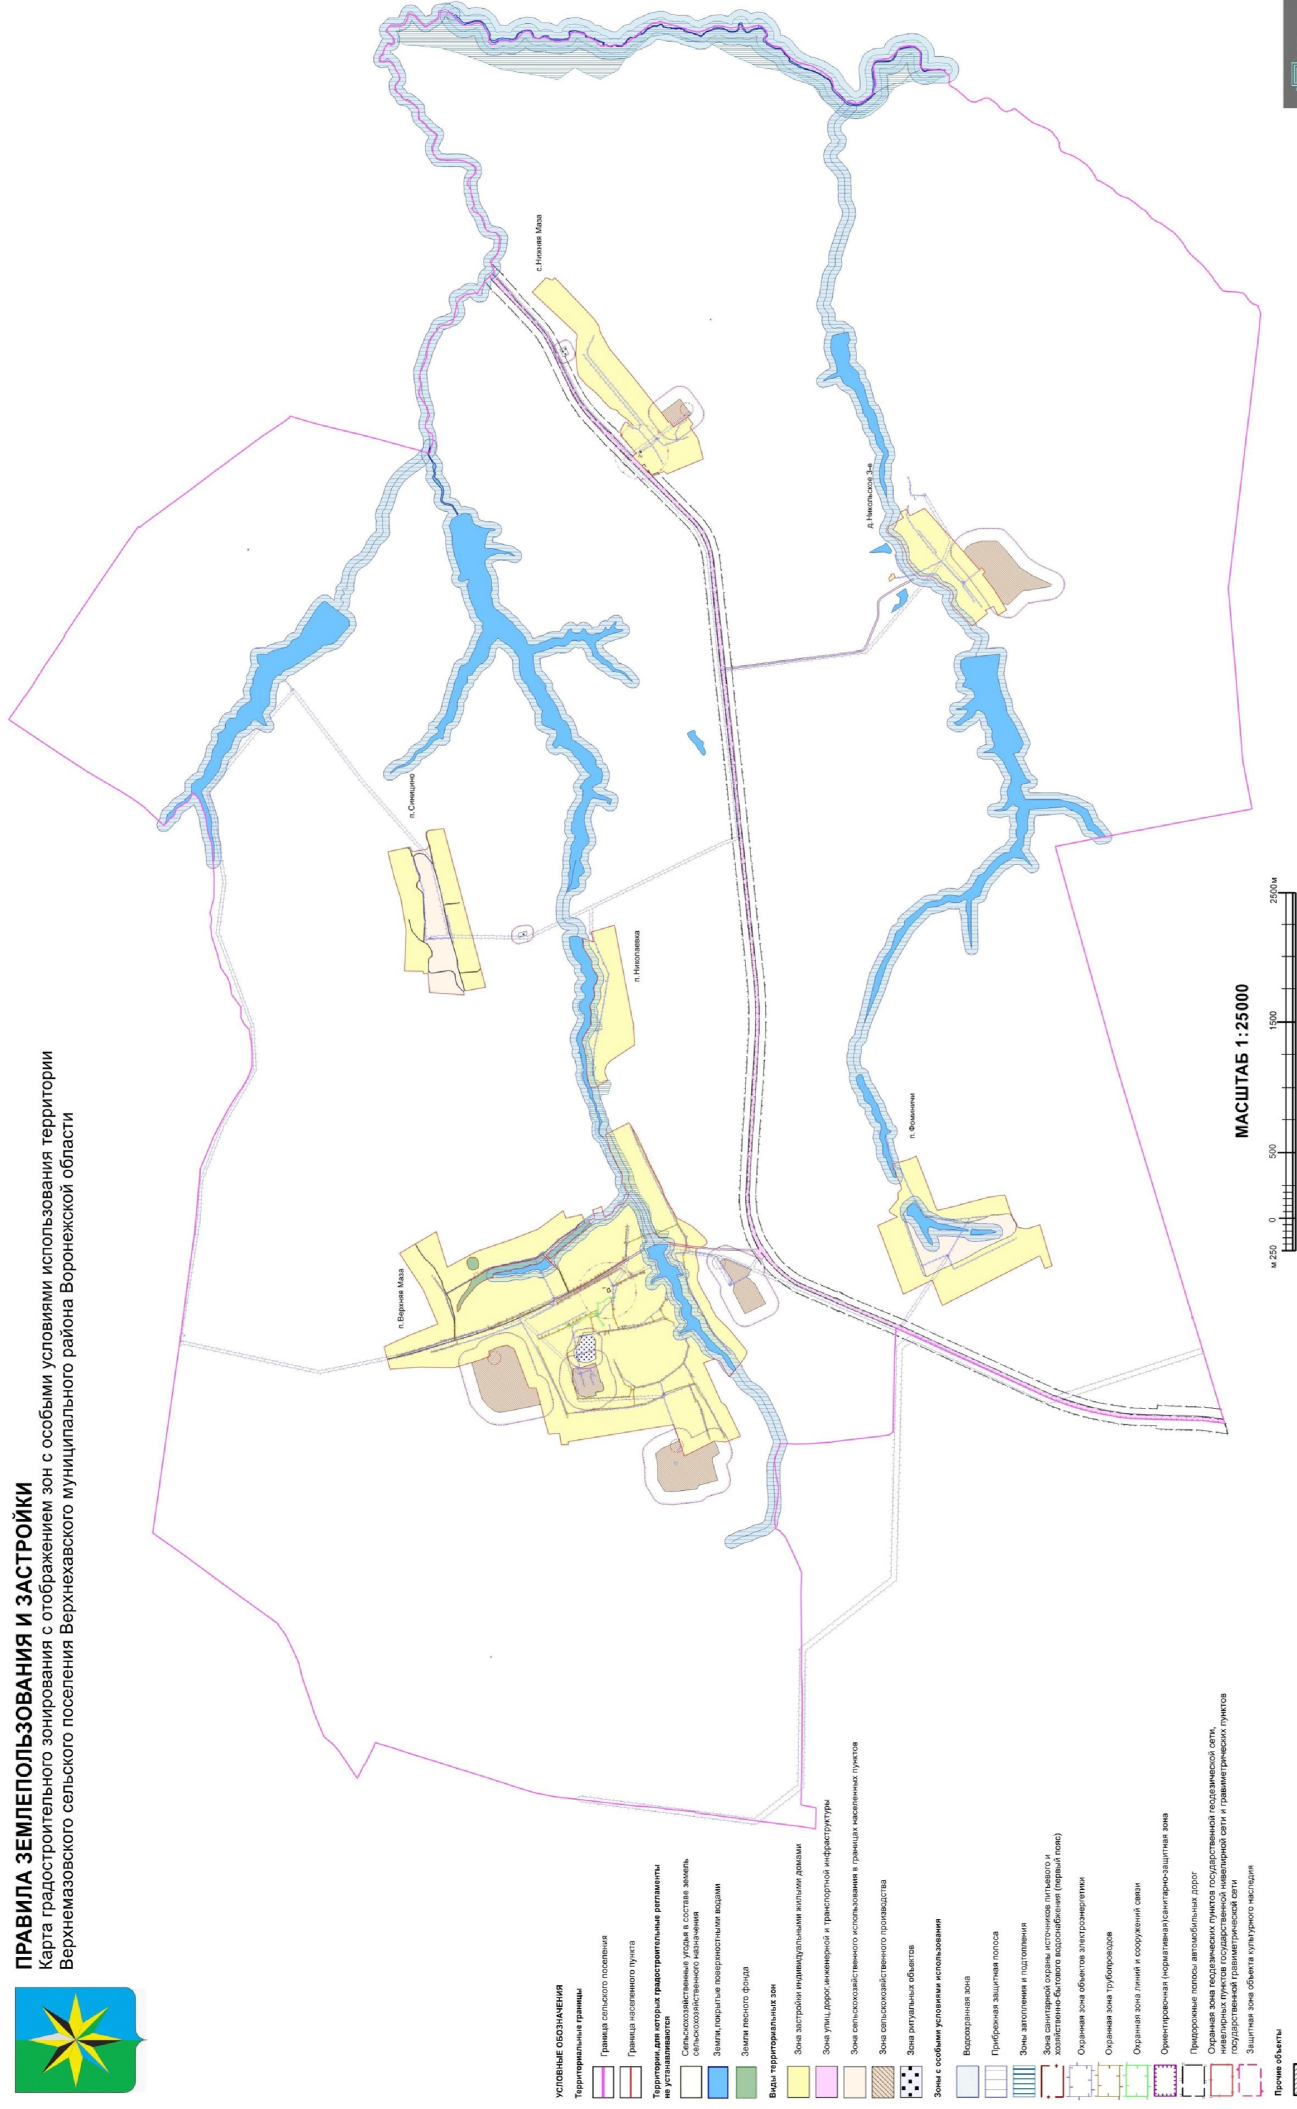 ПРАВИЛА ЗЕМЛЕПОЛЬЗОВАНИЯ И ЗАСТРОЙКИ
Карта градостроительного зонирования с отображением зон с особыми условиями использования территории
Верхнемазовского сельского поселения Верхнехавского муниципального района Воронежской области
с.Нижняя Маза
д.Никольское 3-е
п.Синицино
п.Николаевка
п.Верхняя Маза
п.Фоминичи
МАСШТАБ 1:25000
м 250 0 500 1500 2500м
УСЛОВНЫЕ ОБОЗНАЧЕНИЯ
Территориальные границы
Граница сельского поселения
Граница населенного пункта
Территории, для которых градостроительные регламенты
не устанавливаются
Сельскохозяйственные угодья в составе земель
сельскохозяйственного назначения
Земли, покрытые поверхностными водами
Земли лесного фонда
Виды территориальных зон
Зона застройки индивидуальными жилыми домами
Зона улиц, дорог, инженерной и транспортной инфраструктуры
Зона сельскохозяйственного использования в границах населенных пунктов
Зона сельскохозяйственного производства
Зона ритуальных объектов
Зоны с особыми условиями использования
Водоохранная зона
Прибрежная защитная полоса
Зоны затопления и подтопления
Зона санитарной охраны источников питьевого и
хозяйственно-бытового водоснабжения (первый пояс)
Охранная зона объектов электроэнергетики
Охранная зона трубопроводов
Охранная зона линий и сооружений связи
Ориентировочная (нормативная) санитарно-защитная зона
Придорожные полосы автомобильных дорог
Охранная зона геодезических пунктов государственной геодезической сети,
нивелирных пунктов государственной нивелирной сети и гравиметрических пунктов
государственной гравиметрической сети
Защитная зона объекта культурного наследия
Прочие объекты